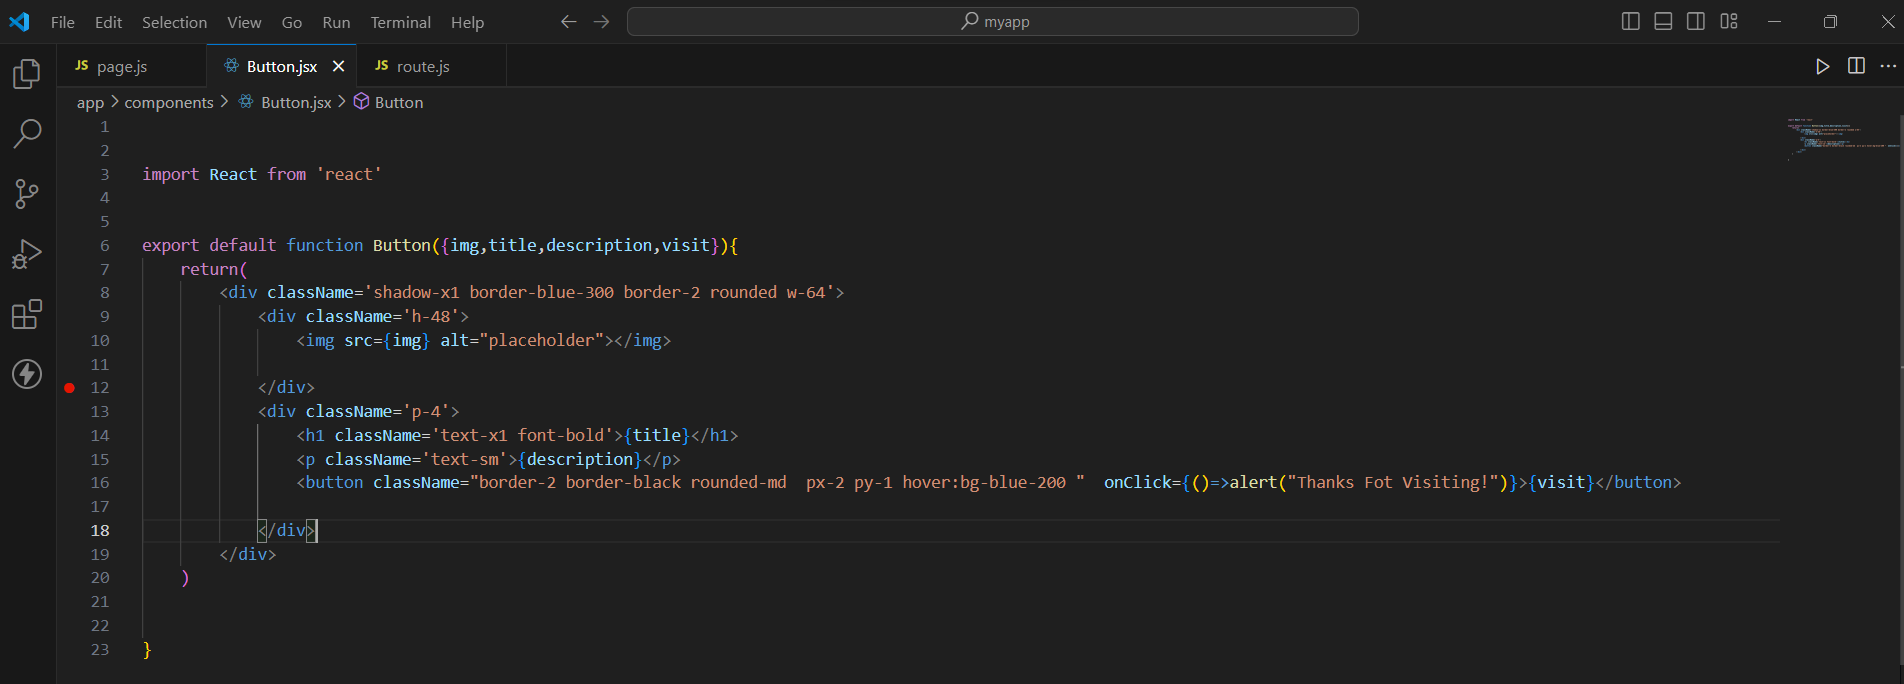 File Edit Selection View Go Run Terminal Help myapp
JS page.js Button.jsx JS route.js
app > components > Button.jsx > Button
1
2
3 import React from 'react'
4
5
6 export default function Button({img,title,description,visit}){
7 return(
8 <div className='shadow-x1 border-blue-300 border-2 rounded w-64'>
9 <div className='h-48'>
10 <img src={img} alt="placeholder"></img>
11
12 </div>
13 <div className='p-4'>
14 <h1 className='text-x1 font-bold'>{title}</h1>
15 <p className='text-sm'>{description}</p>
16 <button className="border-2 border-black rounded-md  px-2 py-1 hover:bg-blue-200 "  onClick={()=>alert("Thanks Fot Visiting!")}>{visit}</button>
17
18 </div>
19 </div>
20 )
21
22
23 }